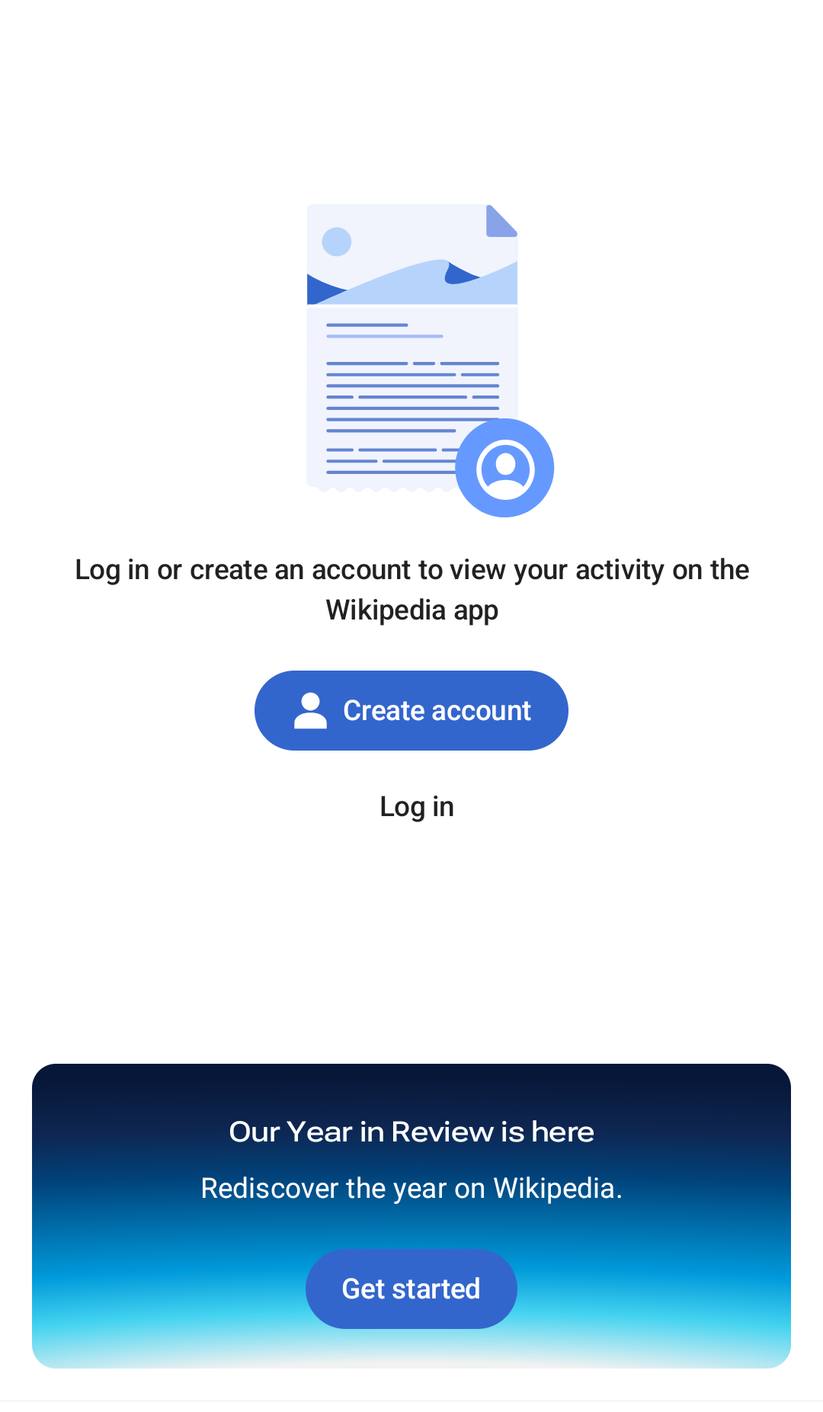 Log in or create an account to view your activity on the
Wikipedia app
Create account
Log in
Our Year in Review is here
Rediscover the year on Wikipedia.
Get started